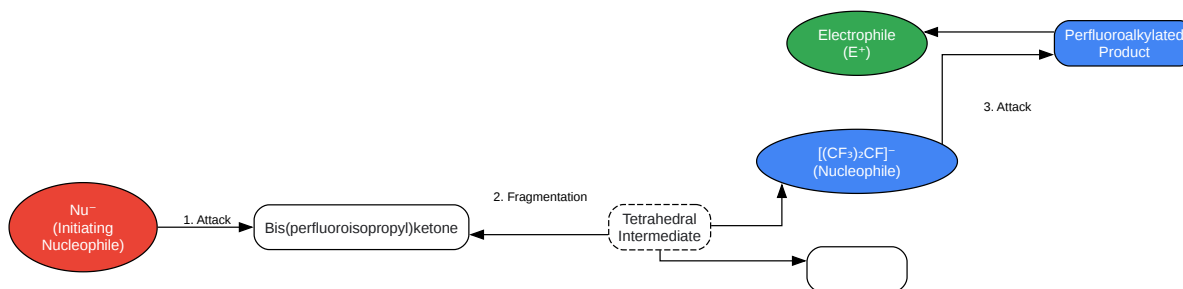 Electrophile
(E⁺)
Perfluoroalkylated
Product
3. Attack
[(CF₃)₂CF]⁻
(Nucleophile)
2. Fragmentation
Nu⁻
(Initiating
Nucleophile)
1. Attack
Bis(perfluoroisopropyl)ketone
Tetrahedral
Intermediate